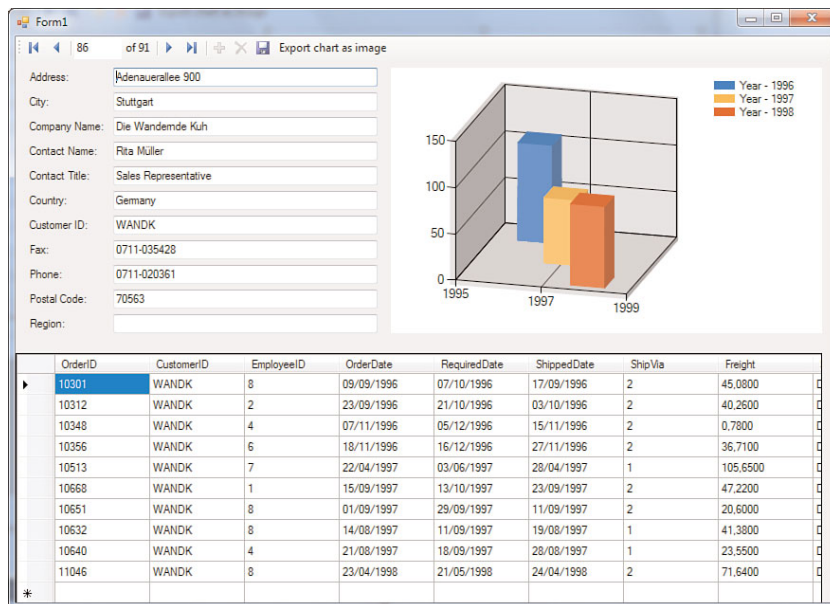 Form1
86 of 91 Export chart as image
Address: Adenauerallee 900
City: Stuttgart
Company Name: Die Wandernde Kuh
Contact Name: Rita Müller
Contact Title: Sales Representative
Country: Germany
Customer ID: WANDK
Fax: 0711-035428
Phone: 0711-020361
Postal Code: 70563
Region:
Year - 1996
Year - 1997
Year - 1998
150
100
50
0
1995 1997 1999
OrderID CustomerID EmployeeID OrderDate RequiredDate ShippedDate ShipVia Freight
10301 WANDK 8 09/09/1996 07/10/1996 17/09/1996 2 45,0800
10312 WANDK 2 23/09/1996 21/10/1996 03/10/1996 2 40,2600
10348 WANDK 4 07/11/1996 05/12/1996 15/11/1996 2 0,7800
10356 WANDK 6 18/11/1996 16/12/1996 27/11/1996 2 36,7100
10513 WANDK 7 22/04/1997 03/06/1997 28/04/1997 1 105,6500
10668 WANDK 1 15/09/1997 13/10/1997 23/09/1997 2 47,2200
10651 WANDK 8 01/09/1997 29/09/1997 11/09/1997 2 20,6000
10632 WANDK 8 14/08/1997 11/09/1997 19/08/1997 1 41,3800
10640 WANDK 4 21/08/1997 18/09/1997 28/08/1997 1 23,5500
11046 WANDK 8 23/04/1998 21/05/1998 24/04/1998 2 71,6400